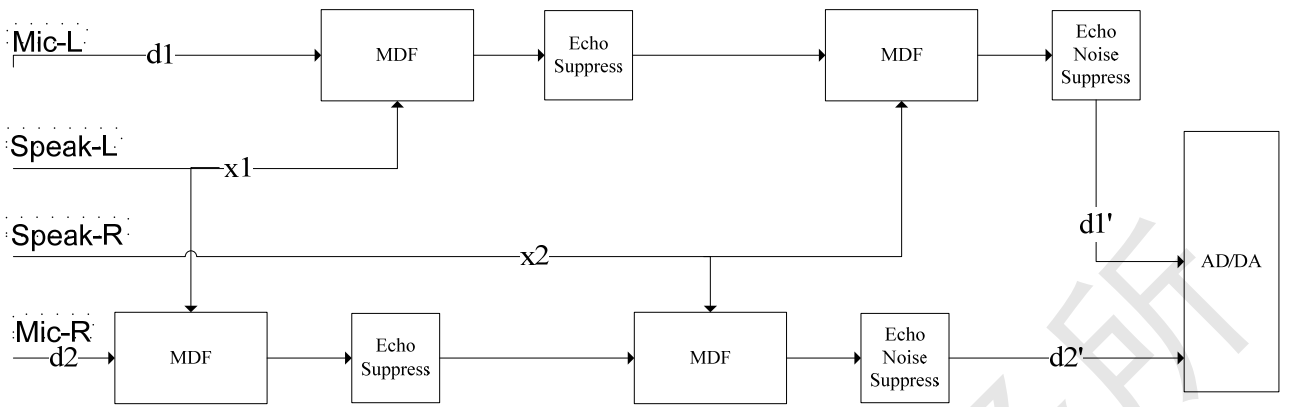 Mic-L
d1
MDF
Echo
Suppress
MDF
Echo
Noise
Suppress
Speak-L
x1
Speak-R
x2
d1'
AD/DA
Mic-R
d2
MDF
Echo
Suppress
MDF
Echo
Noise
Suppress
d2'
所